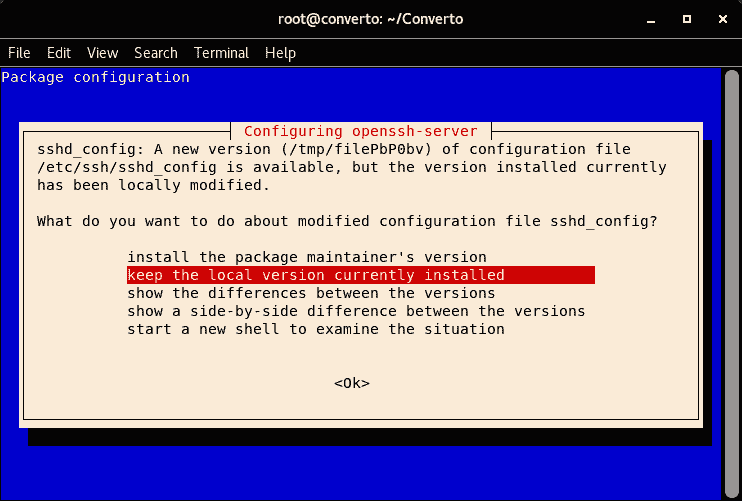 root@converto: ~/Converto
File Edit View Search Terminal Help
Package configuration
Configuring openssh-server
sshd_config: A new version (/tmp/filePbP0bv) of configuration file
/etc/ssh/sshd_config is available, but the version installed currently
has been locally modified.
What do you want to do about modified configuration file sshd_config?
install the package maintainer's version
keep the local version currently installed
show the differences between the versions
show a side-by-side difference between the versions
start a new shell to examine the situation
<Ok>